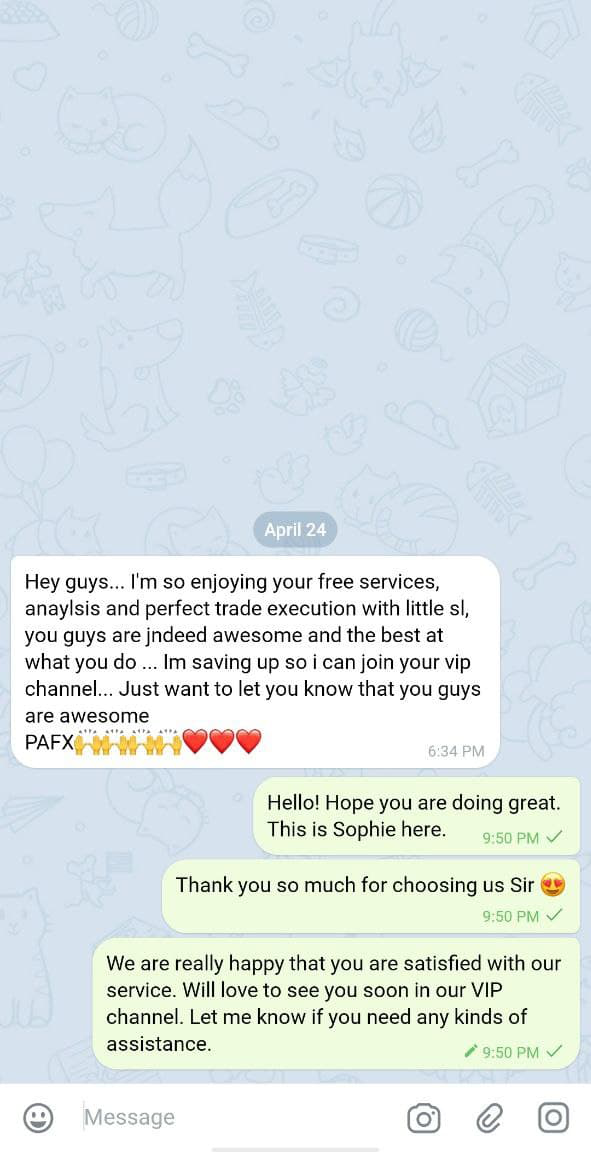 April 24
Hey guys... I'm so enjoying your free services,
anaylsis and perfect trade execution with little sl,
you guys are jndeed awesome and the best at
what you do ... Im saving up so i can join your vip
channel... Just want to let you know that you guys
are awesome
PAFX🙌🙌🙌🙌❤️❤️❤️
6:34 PM
Hello! Hope you are doing great.
This is Sophie here.
9:50 PM
Thank you so much for choosing us Sir 😍
9:50 PM
We are really happy that you are satisfied with our
service. Will love to see you soon in our VIP
channel. Let me know if you need any kinds of
assistance.
9:50 PM
Message